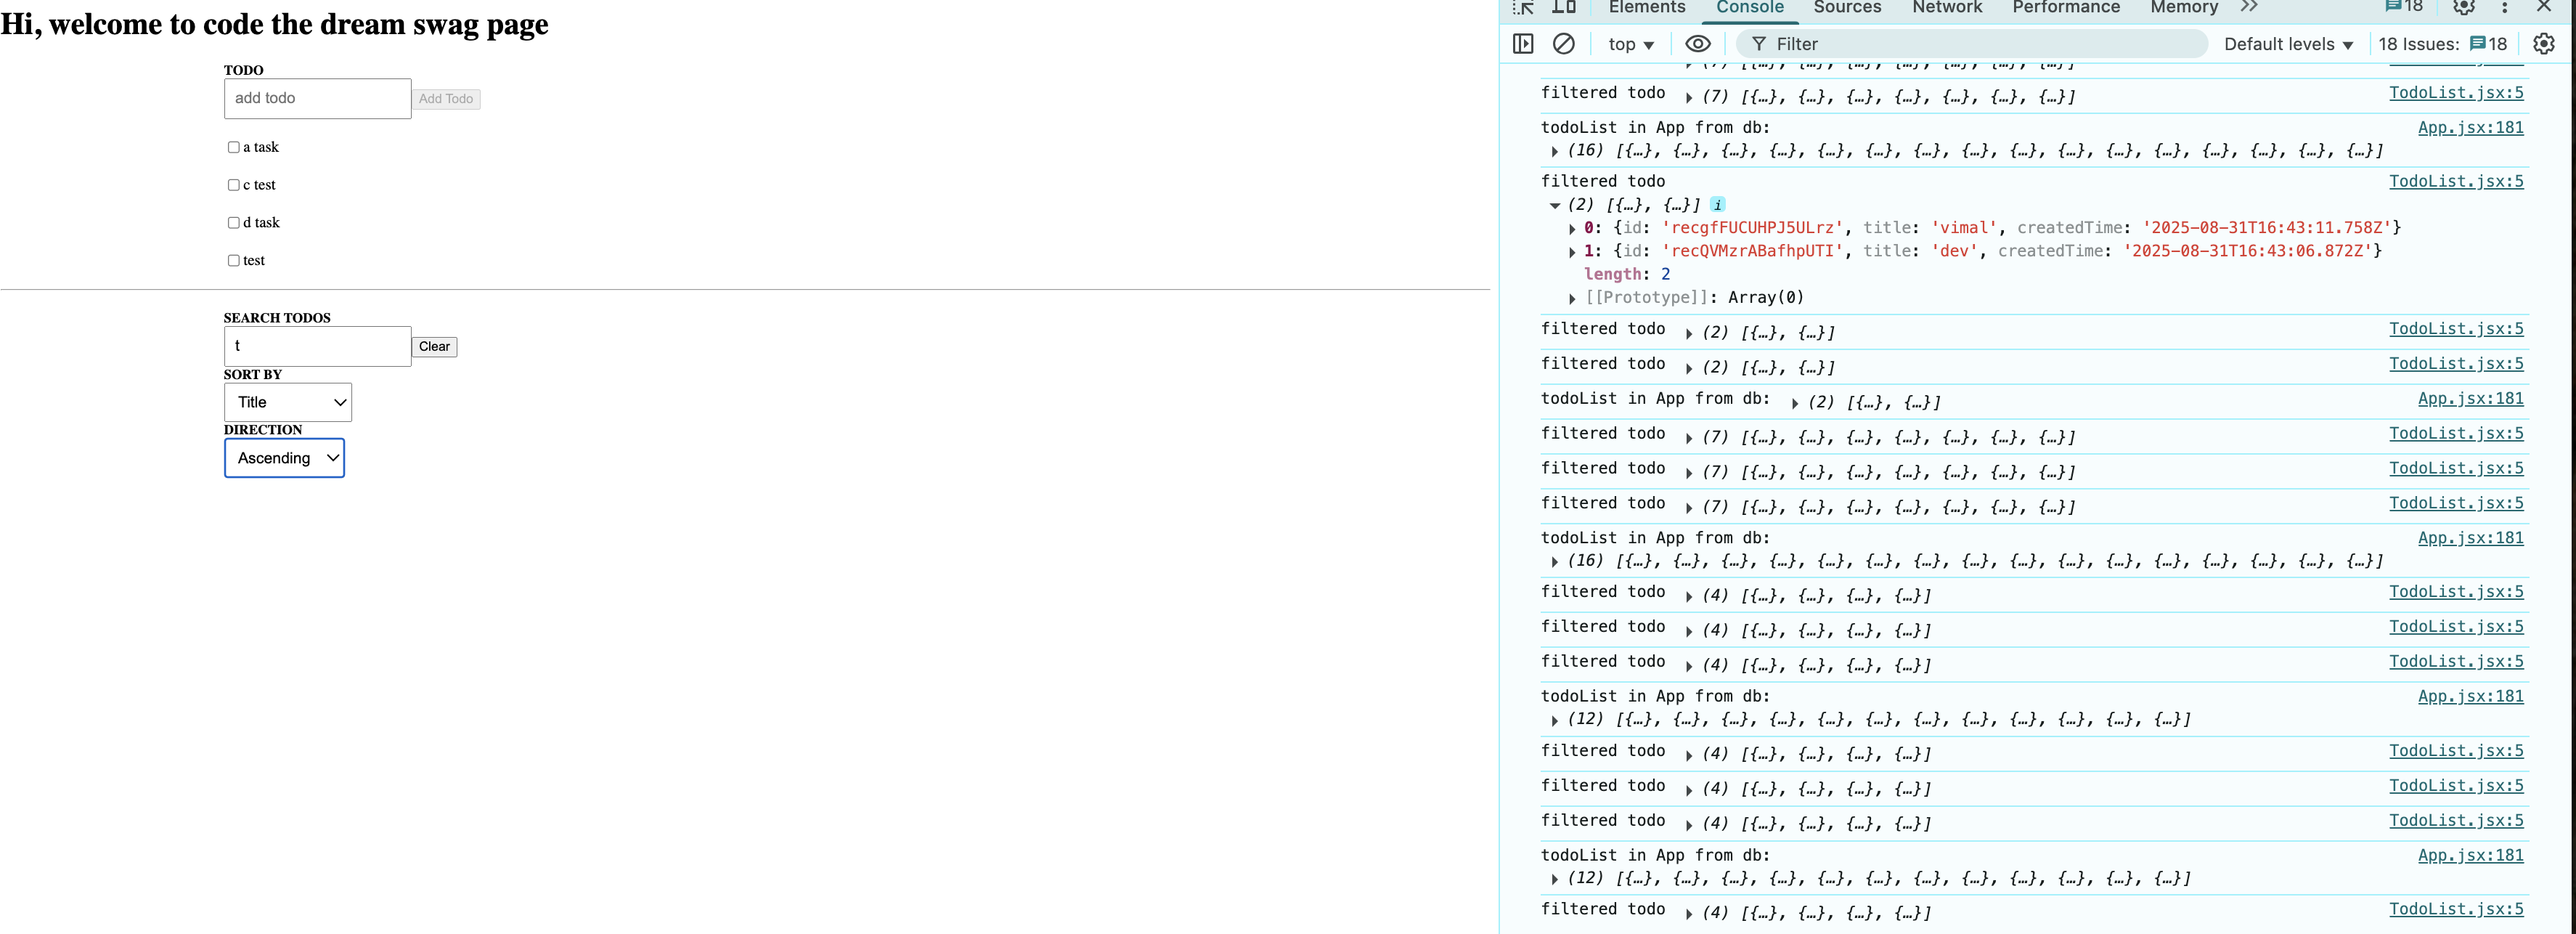 Hi, welcome to code the dream swag page
TODO
add todo
Add Todo
a task
c test
d task
test
SEARCH TODOS
t
Clear
SORT BY
Title
DIRECTION
Ascending
Elements Console Sources Network Performance Memory 18
top Filter Default levels 18 Issues: 18
(7) [{…}, {…}, {…}, {…}, {…}, {…}, {…}]
filtered todo (7) [{…}, {…}, {…}, {…}, {…}, {…}, {…}] TodoList.jsx:5
todoList in App from db: App.jsx:181
(16) [{…}, {…}, {…}, {…}, {…}, {…}, {…}, {…}, {…}, {…}, {…}, {…}, {…}, {…}, {…}, {…}]
filtered todo TodoList.jsx:5
(2) [{…}, {…}] i
0: {id: 'recgfFUCUHPJ5ULrz', title: 'vimal', createdTime: '2025-08-31T16:43:11.758Z'}
1: {id: 'recQVMzrABafhpUTI', title: 'dev', createdTime: '2025-08-31T16:43:06.872Z'}
length: 2
[[Prototype]]: Array(0)
filtered todo (2) [{…}, {…}] TodoList.jsx:5
filtered todo (2) [{…}, {…}] TodoList.jsx:5
todoList in App from db: (2) [{…}, {…}] App.jsx:181
filtered todo (7) [{…}, {…}, {…}, {…}, {…}, {…}, {…}] TodoList.jsx:5
filtered todo (7) [{…}, {…}, {…}, {…}, {…}, {…}, {…}] TodoList.jsx:5
filtered todo (7) [{…}, {…}, {…}, {…}, {…}, {…}, {…}] TodoList.jsx:5
todoList in App from db: App.jsx:181
(16) [{…}, {…}, {…}, {…}, {…}, {…}, {…}, {…}, {…}, {…}, {…}, {…}, {…}, {…}, {…}, {…}]
filtered todo (4) [{…}, {…}, {…}, {…}] TodoList.jsx:5
filtered todo (4) [{…}, {…}, {…}, {…}] TodoList.jsx:5
filtered todo (4) [{…}, {…}, {…}, {…}] TodoList.jsx:5
todoList in App from db: App.jsx:181
(12) [{…}, {…}, {…}, {…}, {…}, {…}, {…}, {…}, {…}, {…}, {…}, {…}]
filtered todo (4) [{…}, {…}, {…}, {…}] TodoList.jsx:5
filtered todo (4) [{…}, {…}, {…}, {…}] TodoList.jsx:5
filtered todo (4) [{…}, {…}, {…}, {…}] TodoList.jsx:5
todoList in App from db: App.jsx:181
(12) [{…}, {…}, {…}, {…}, {…}, {…}, {…}, {…}, {…}, {…}, {…}, {…}]
filtered todo (4) [{…}, {…}, {…}, {…}] TodoList.jsx:5